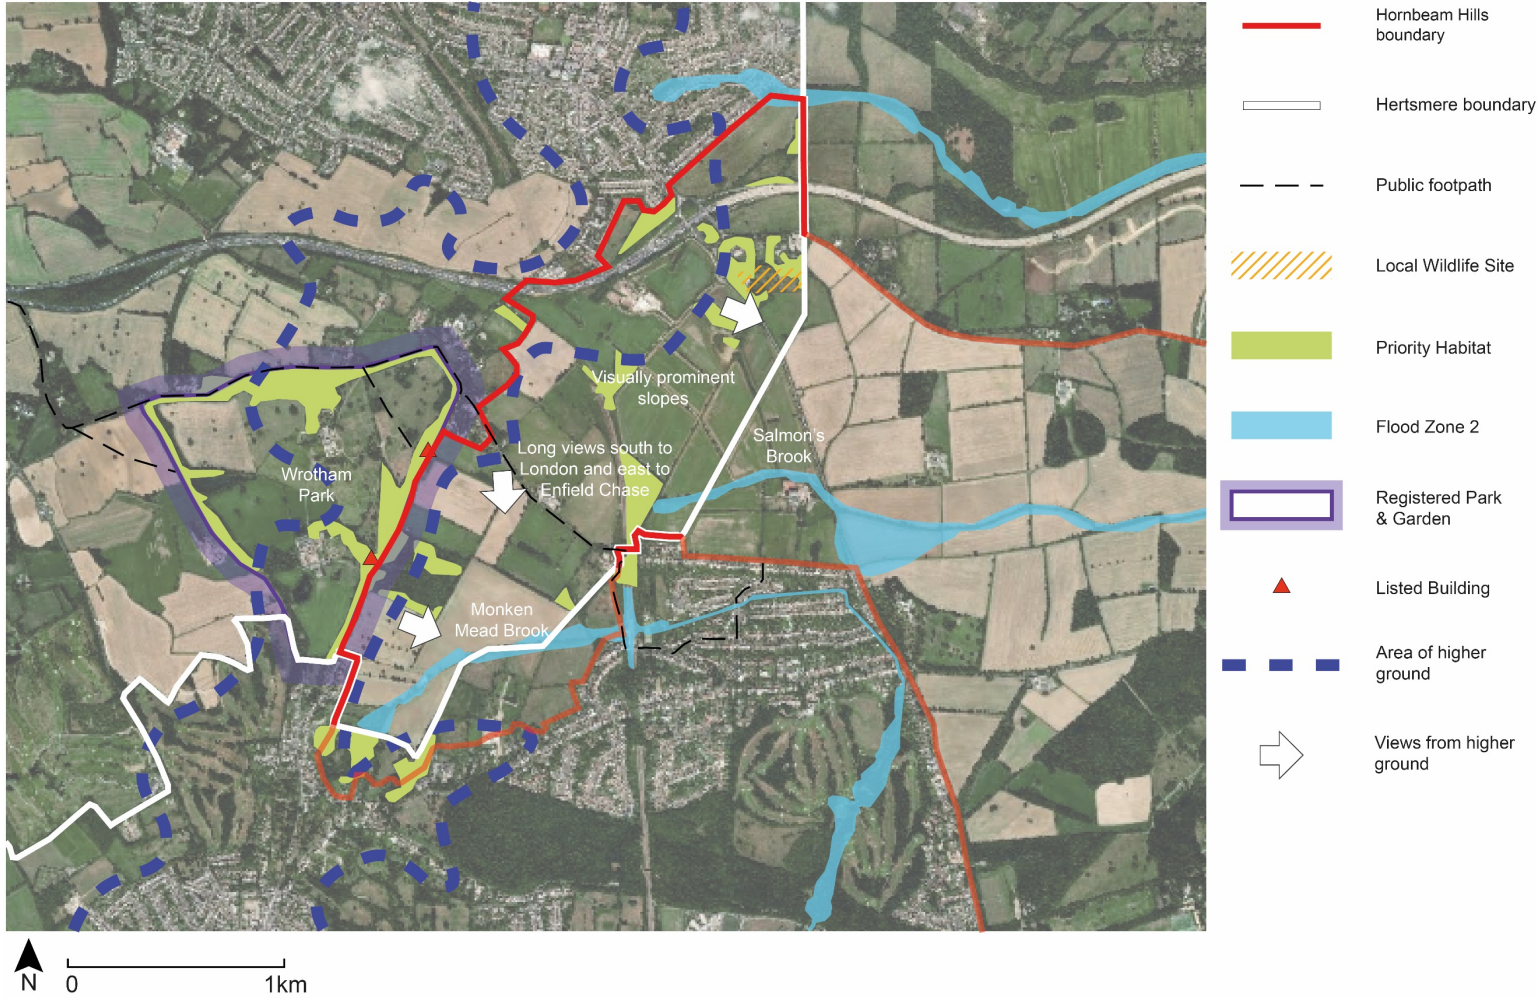 Hornbeam Hills
boundary
Hertsmere boundary
Public footpath
Local Wildlife Site
Priority Habitat
Flood Zone 2
Registered Park
& Garden
Listed Building
Area of higher
ground
Views from higher
ground
Visually prominent
slopes
Salmon's
Brook
Long views south to
London and east to
Enfield Chase
Wrotham
Park
Monken
Mead Brook
N
0
1km